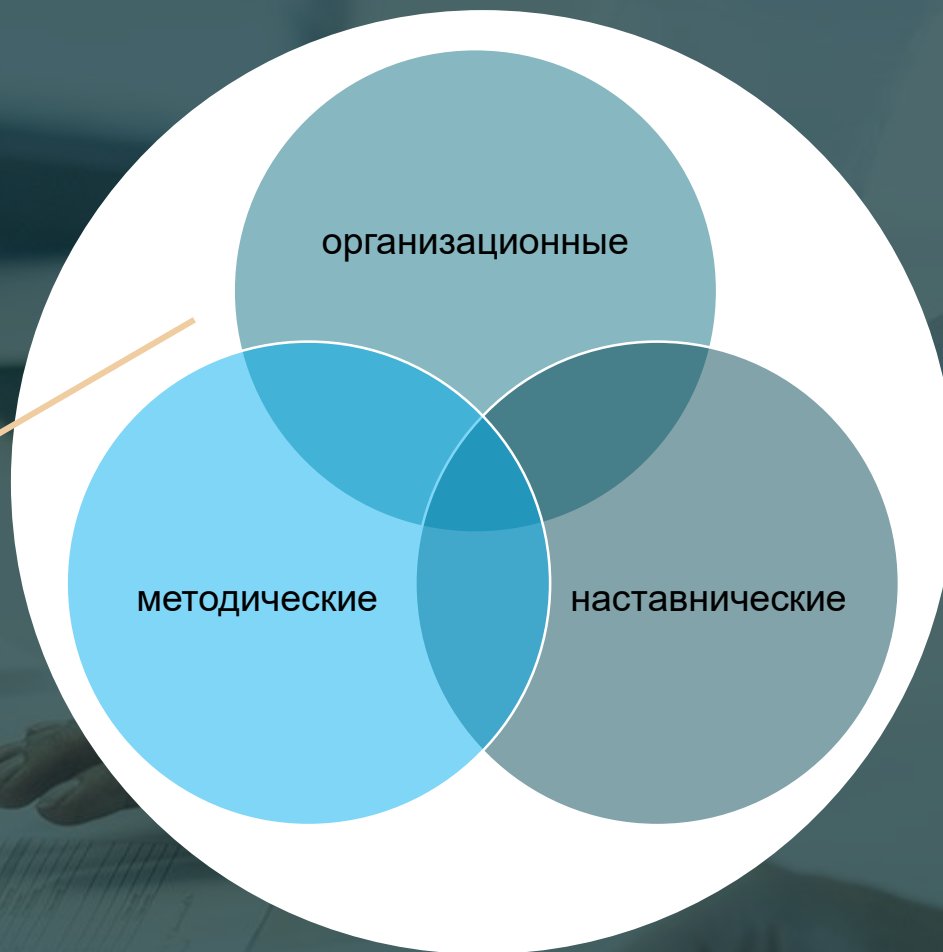 организационные
методические
наставнические